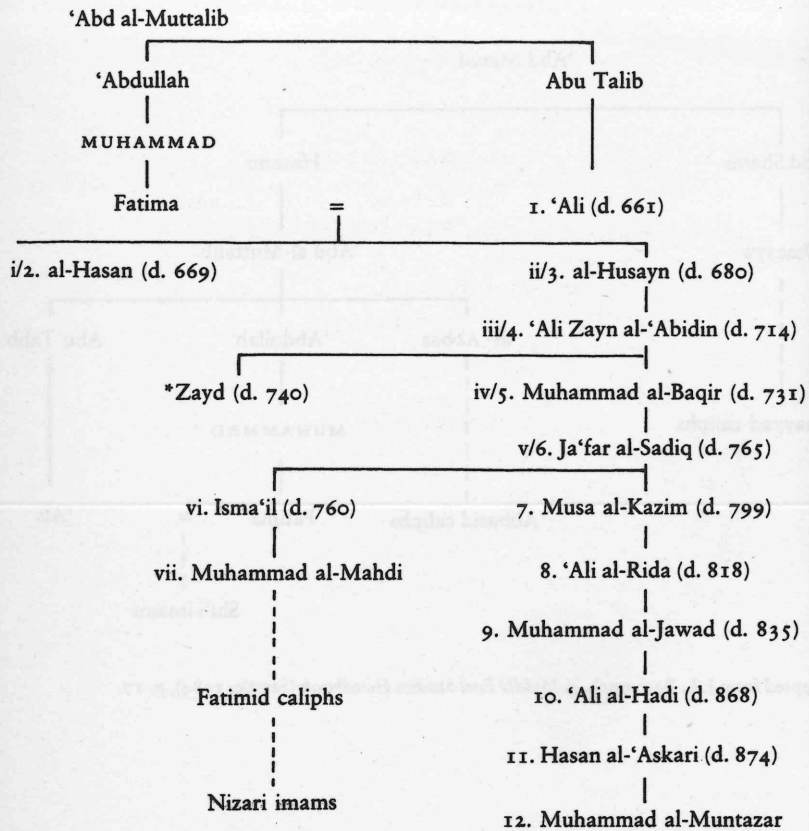 ‘Abd al-Muttalib
‘Abdullah Abu Talib
MUHAMMAD
Fatima = 1. ‘Ali (d. 661)
i/2. al-Hasan (d. 669) ii/3. al-Husayn (d. 680)
iii/4. ‘Ali Zayn al-‘Abidin (d. 714)
*Zayd (d. 740) iv/5. Muhammad al-Baqir (d. 731)
v/6. Ja‘far al-Sadiq (d. 765)
vi. Isma‘il (d. 760) 7. Musa al-Kazim (d. 799)
vii. Muhammad al-Mahdi 8. ‘Ali al-Rida (d. 818)
9. Muhammad al-Jawad (d. 835)
Fatimid caliphs 10. ‘Ali al-Hadi (d. 868)
11. Hasan al-‘Askari (d. 874)
Nizari imams
12. Muhammad al-Muntazar